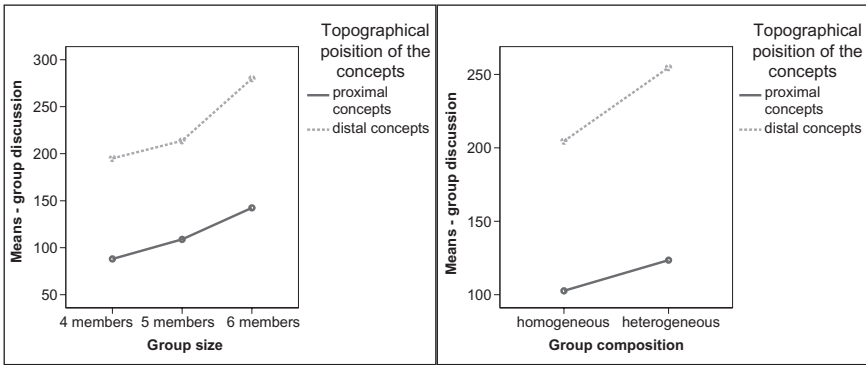 Topographical
poisition of the
concepts
proximal
concepts
distal concepts
Means - group discussion
300
250
200
150
100
50
4 members 5 members 6 members
Group size
Topographical
poisition of the
concepts
proximal
concepts
distal concepts
Means - group discussion
250
200
150
100
homogeneous heterogeneous
Group composition